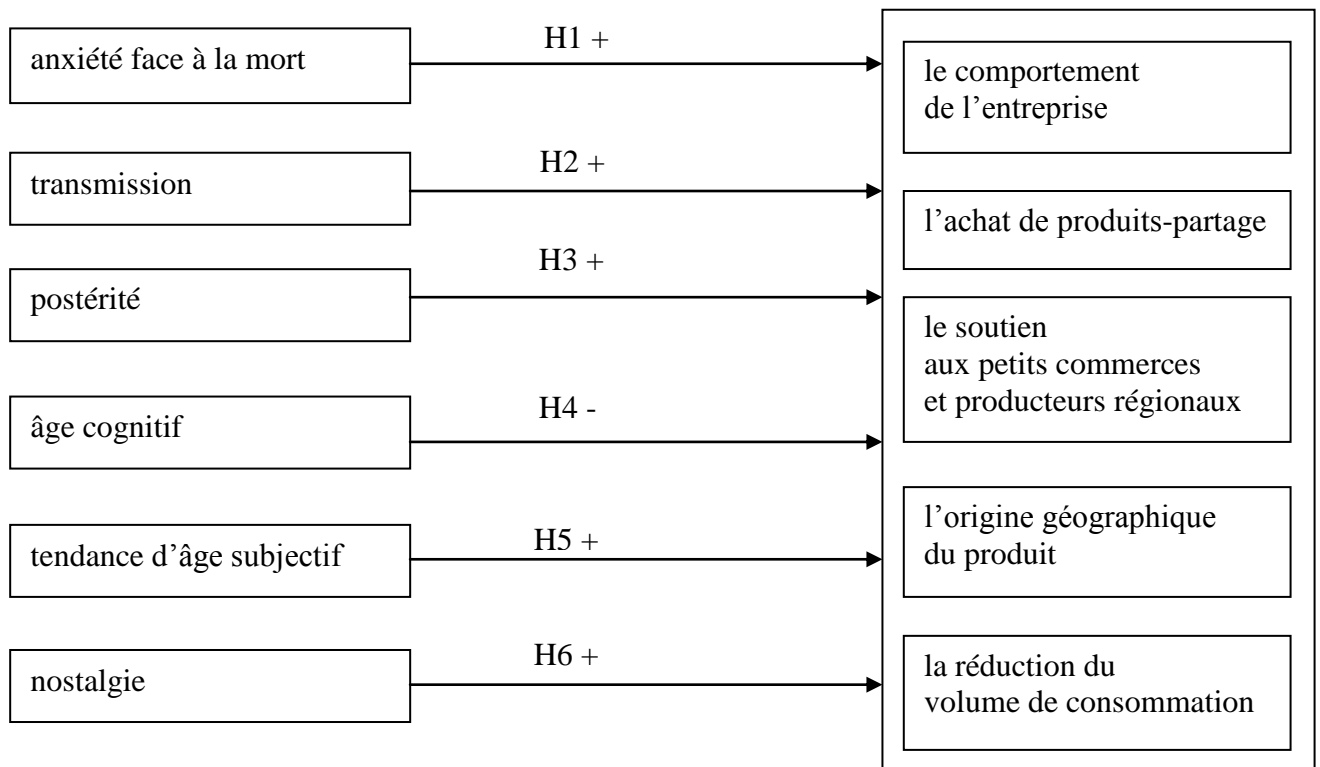 anxiété face à la mort
H1 +
transmission
H2 +
postérité
H3 +
âge cognitif
H4 -
tendance d’âge subjectif
H5 +
nostalgie
H6 +
le comportement
de l’entreprise
l’achat de produits-partage
le soutien
aux petits commerces
et producteurs régionaux
l’origine géographique
du produit
la réduction du
volume de consommation